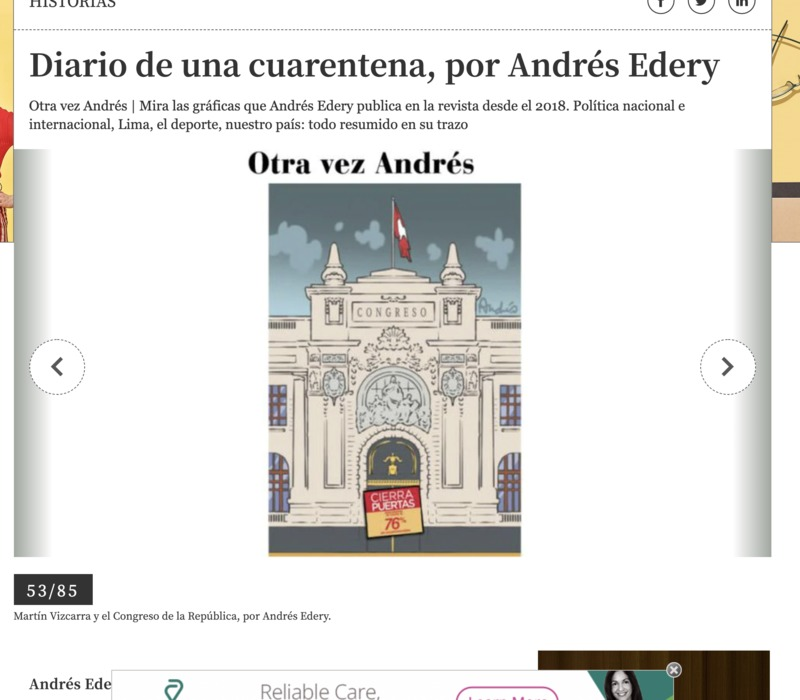 HISTORIAS
Diario de una cuarentena, por Andrés Edery
Otra vez Andrés | Mira las gráficas que Andrés Edery publica en la revista desde el 2018. Política nacional e
internacional, Lima, el deporte, nuestro país: todo resumido en su trazo
Otra vez Andrés
CONGRESO
Andrés
CIERRA
PUERTAS
76%
53/85
Martín Vizcarra y el Congreso de la República, por Andrés Edery.
Andrés Ede
Reliable Care,
Learn More